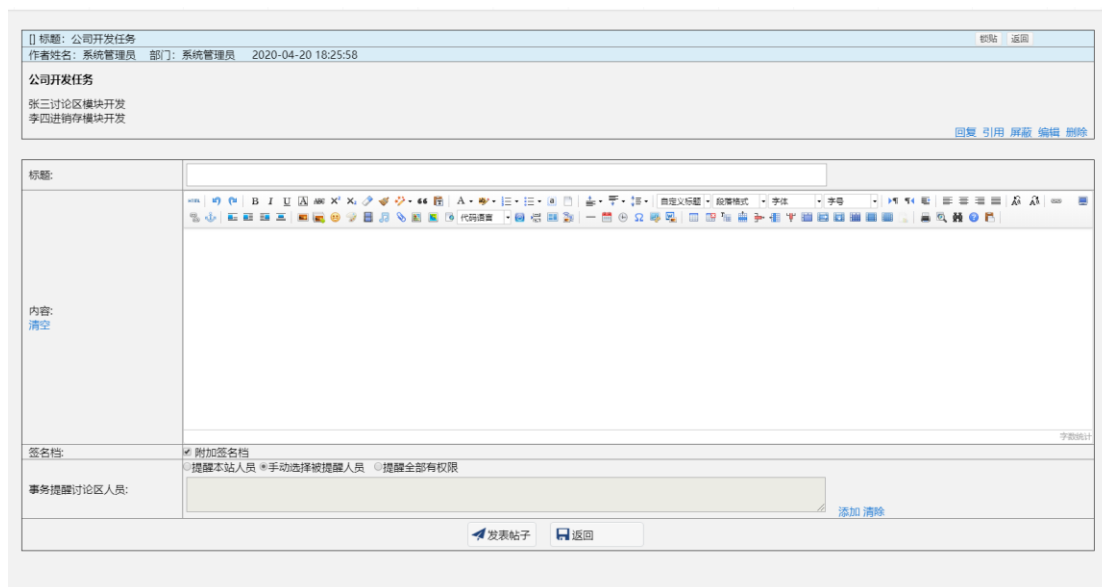 [] 标题：公司开发任务 锁贴 返回
作者姓名：系统管理员 部门：系统管理员 2020-04-20 18:25:58
公司开发任务
张三讨论区模块开发
李四进销存模块开发
回复 引用 屏蔽 编辑 删除
标题:
HTML B I U A ABC X² X₂ A
代码语言 自定义标题 段落格式 字体 字号
内容:
清空
字数统计
签名档: 附加签名档
提醒本站人员 手动选择被提醒人员 提醒全部有权限
事务提醒讨论区人员:
添加 清除
发表帖子 返回